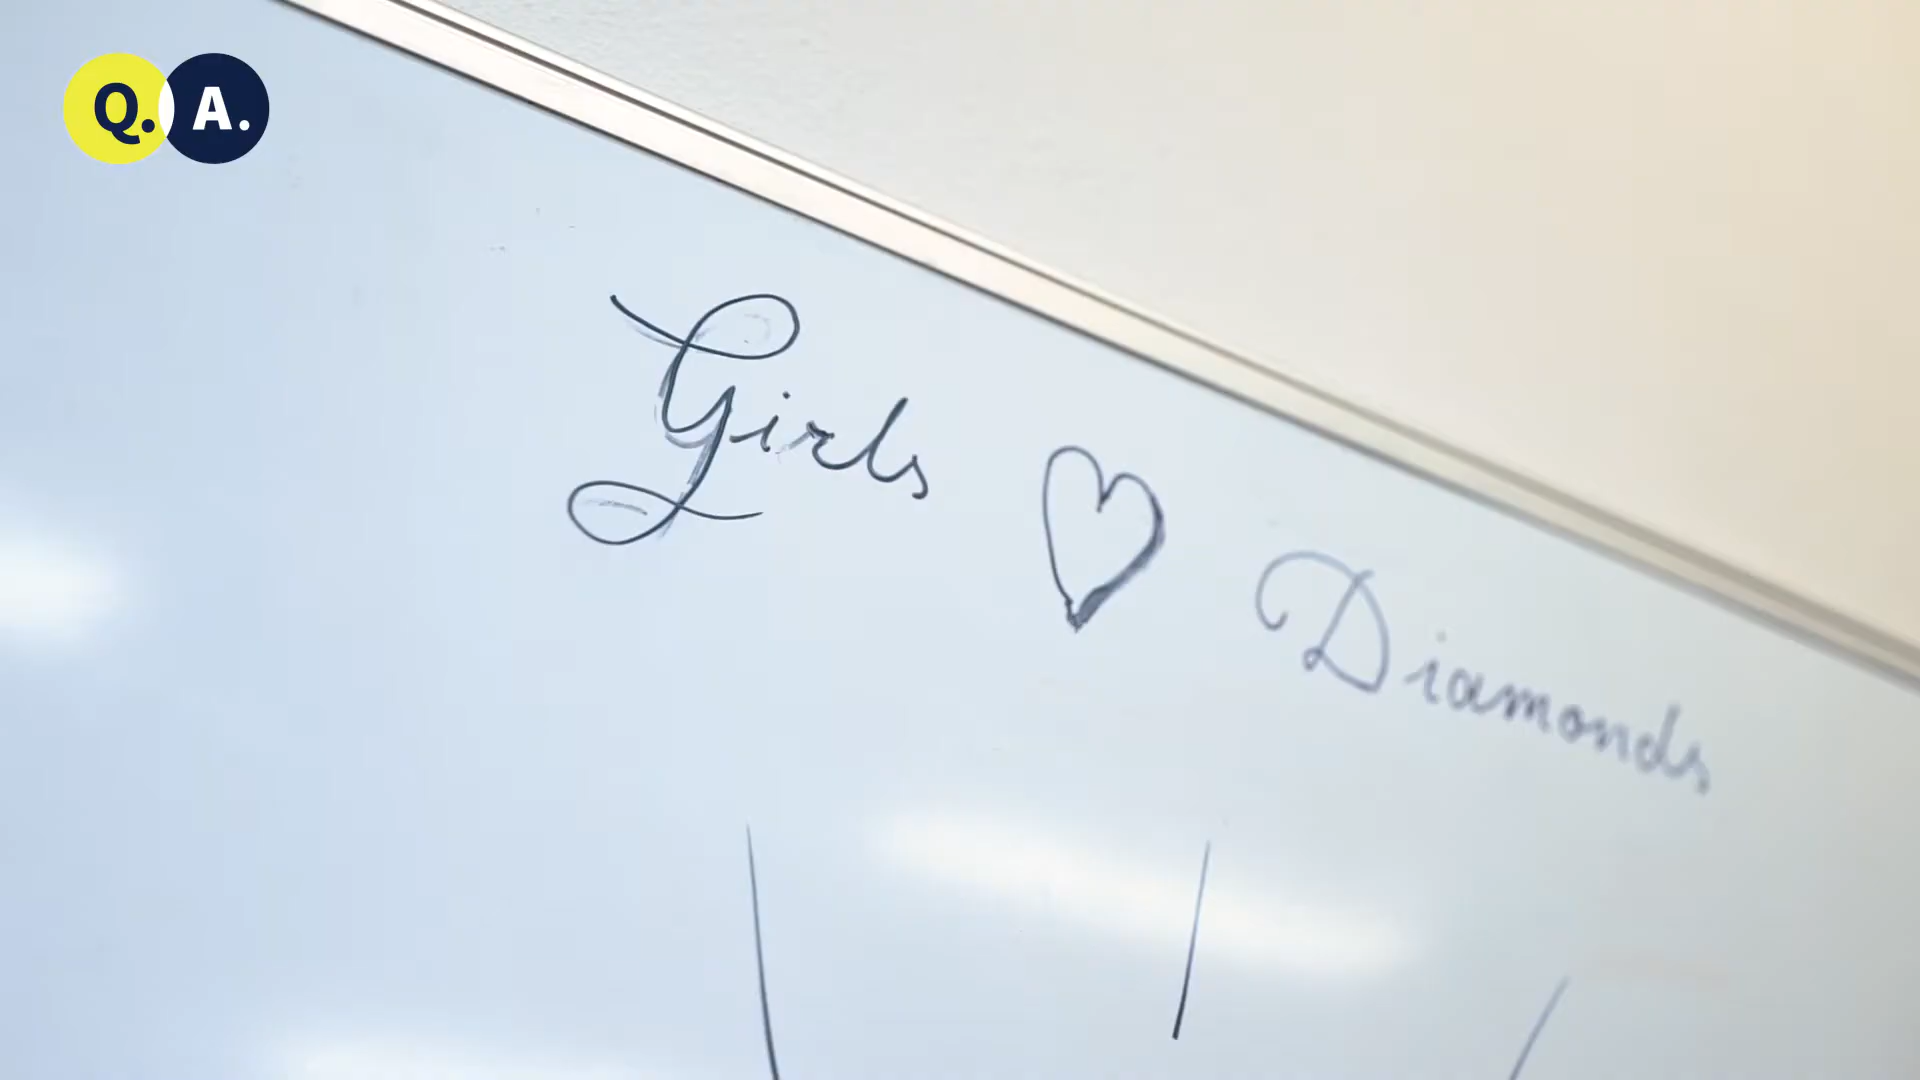 Q. A.
Girls ♡ Diamonds